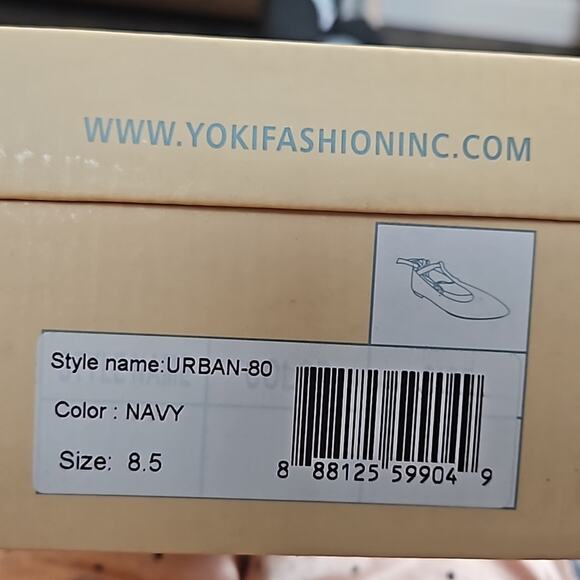 WWW.YOKIFASHIONINC.COM
Style name:URBAN-80
Color : NAVY
Size: 8.5
8 88125 59904 9